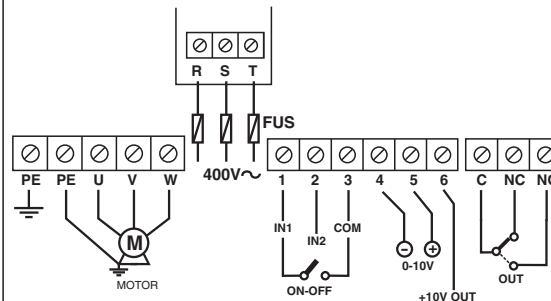 R S T
FUS
400V~
PE PE U V W
1 2 3 4 5 6
C NC NO
IN1 IN2 COM
M
- +
0-10V
MOTOR
ON-OFF
OUT
+10V OUT